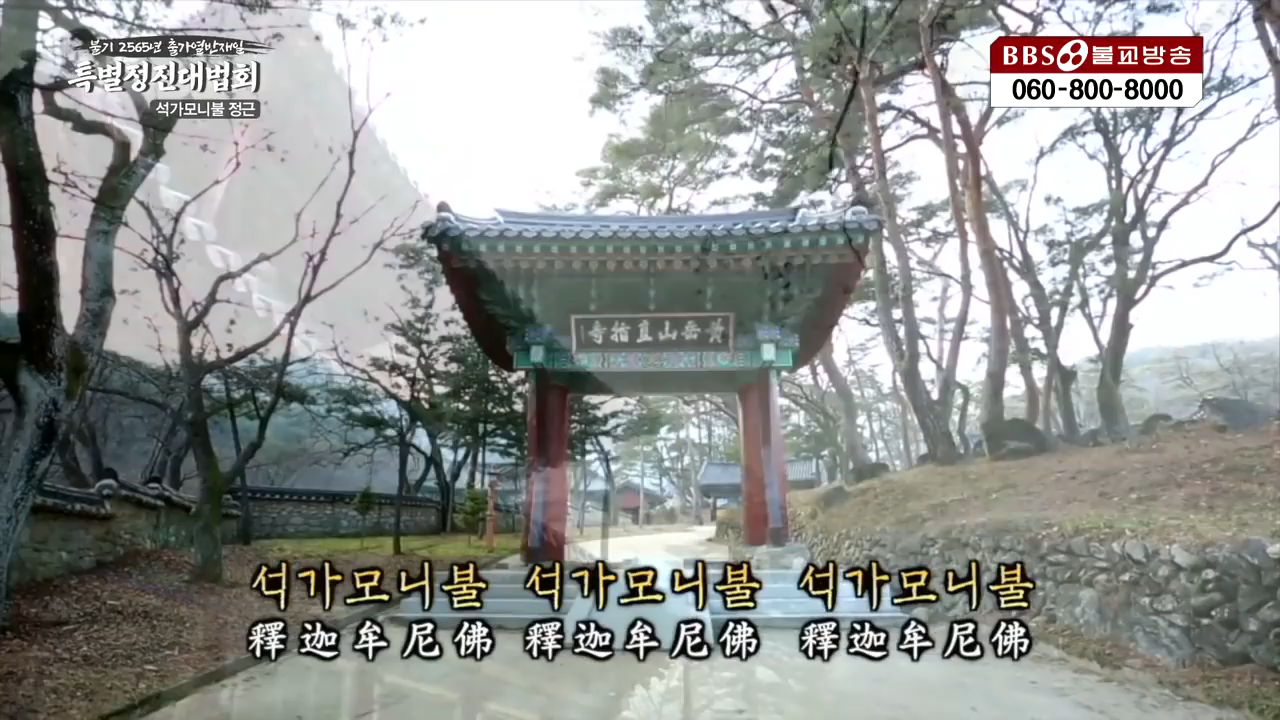 불기 2565년 출가열반재일
특별정진대법회
석가모니불 정근
BBS 불교방송
060-800-8000
黃岳山直指寺
석가모니불 석가모니불 석가모니불
釋迦牟尼佛 釋迦牟尼佛 釋迦牟尼佛